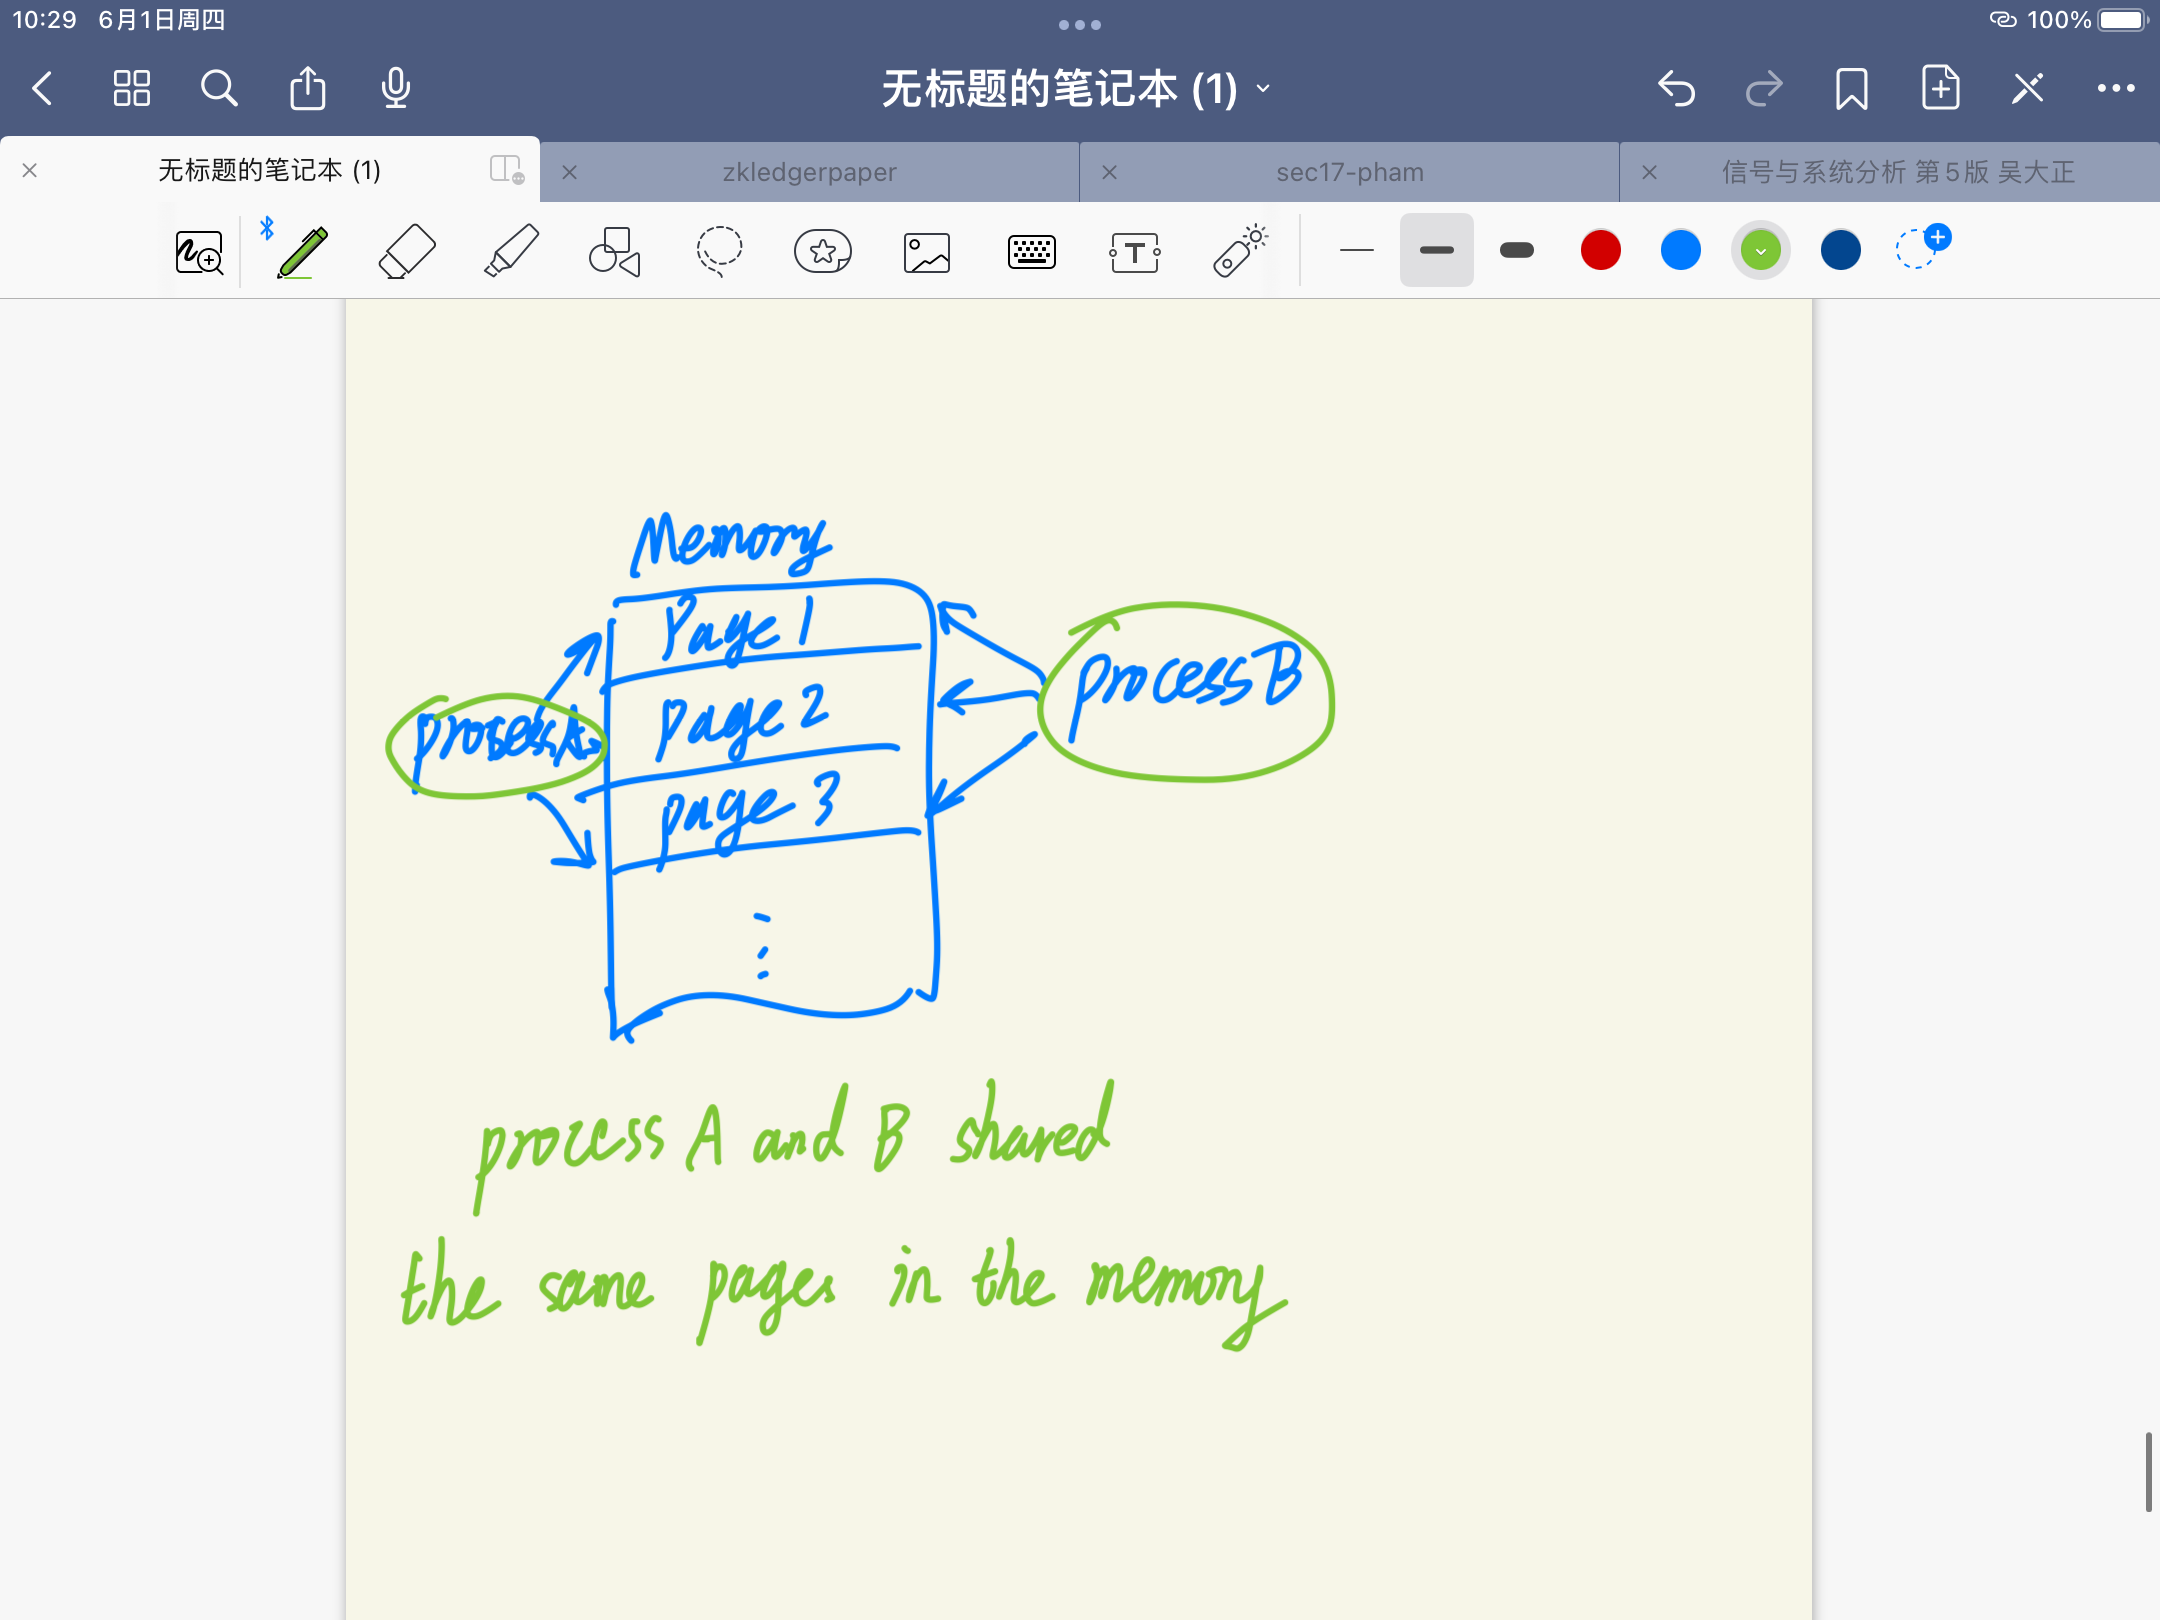 10:29 6月1日周四
100%
无标题的笔记本 (1)
无标题的笔记本 (1)
zkledgerpaper
sec17-pham
信号与系统分析 第5版 吴大正
Memory
Page 1
page 2
page 3
process A
process B
process A and B shared
the same pages in the memory